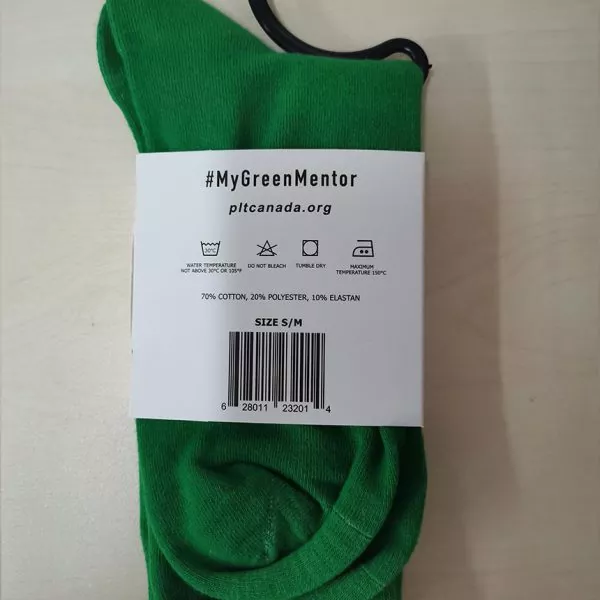 #MyGreenMentor
pltcanada.org
30°C
WATER TEMPERATURE
NOT ABOVE 30°C OR 105°F
DO NOT BLEACH
TUMBLE DRY
MAXIMUM
TEMPERATURE 150°C
70% COTTON, 20% POLYESTER, 10% ELASTAN
SIZE S/M
6 28011 23201 4